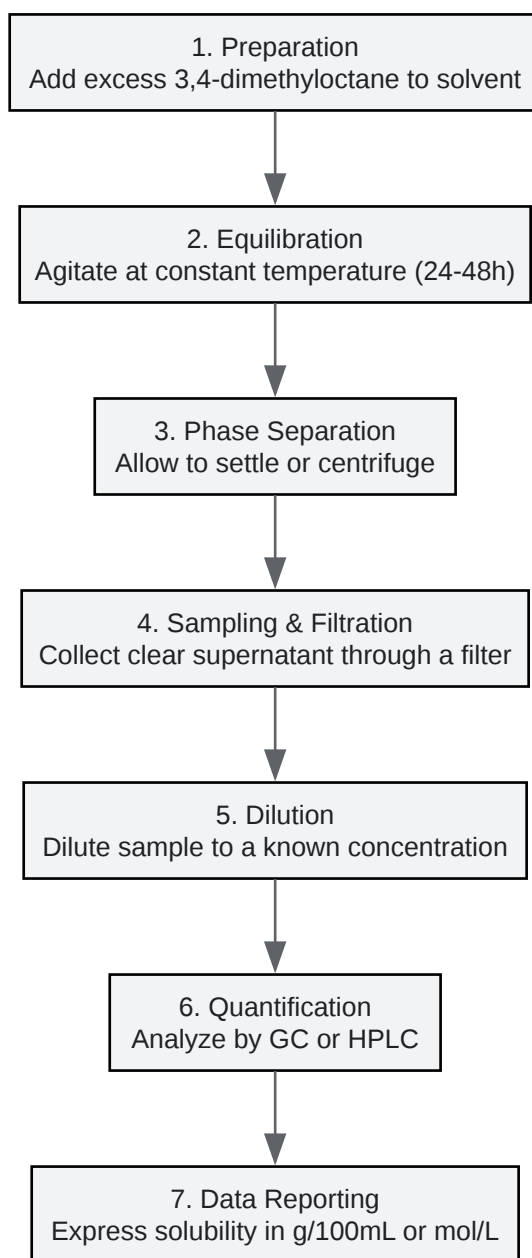 1. Preparation
Add excess 3,4-dimethyloctane to solvent
2. Equilibration
Agitate at constant temperature (24-48h)
3. Phase Separation
Allow to settle or centrifuge
4. Sampling & Filtration
Collect clear supernatant through a filter
5. Dilution
Dilute sample to a known concentration
6. Quantification
Analyze by GC or HPLC
7. Data Reporting
Express solubility in g/100mL or mol/L